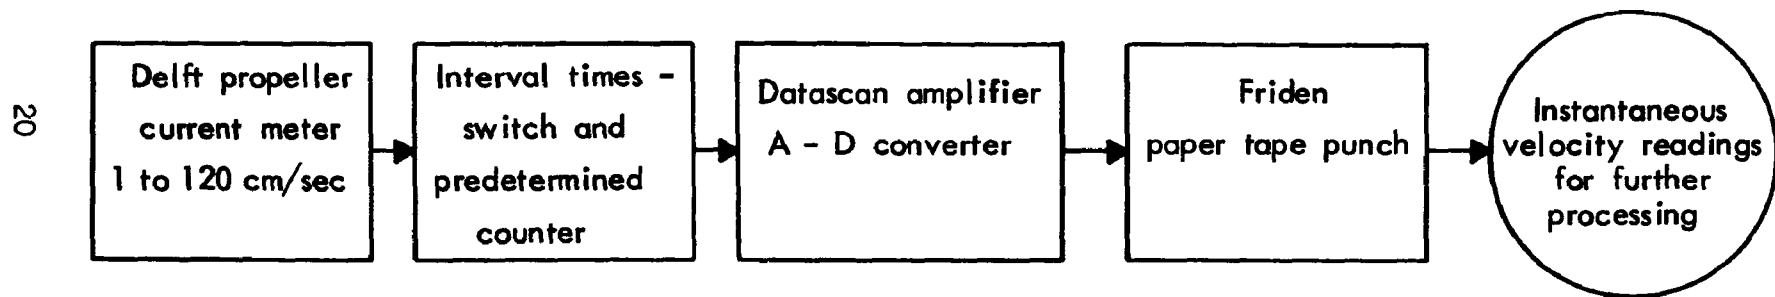 20
Delft propeller
current meter
1 to 120 cm/sec
Interval times -
switch and
predetermined
counter
Datascan amplifier
A - D converter
Friden
paper tape punch
Instantaneous
velocity readings
for further
processing